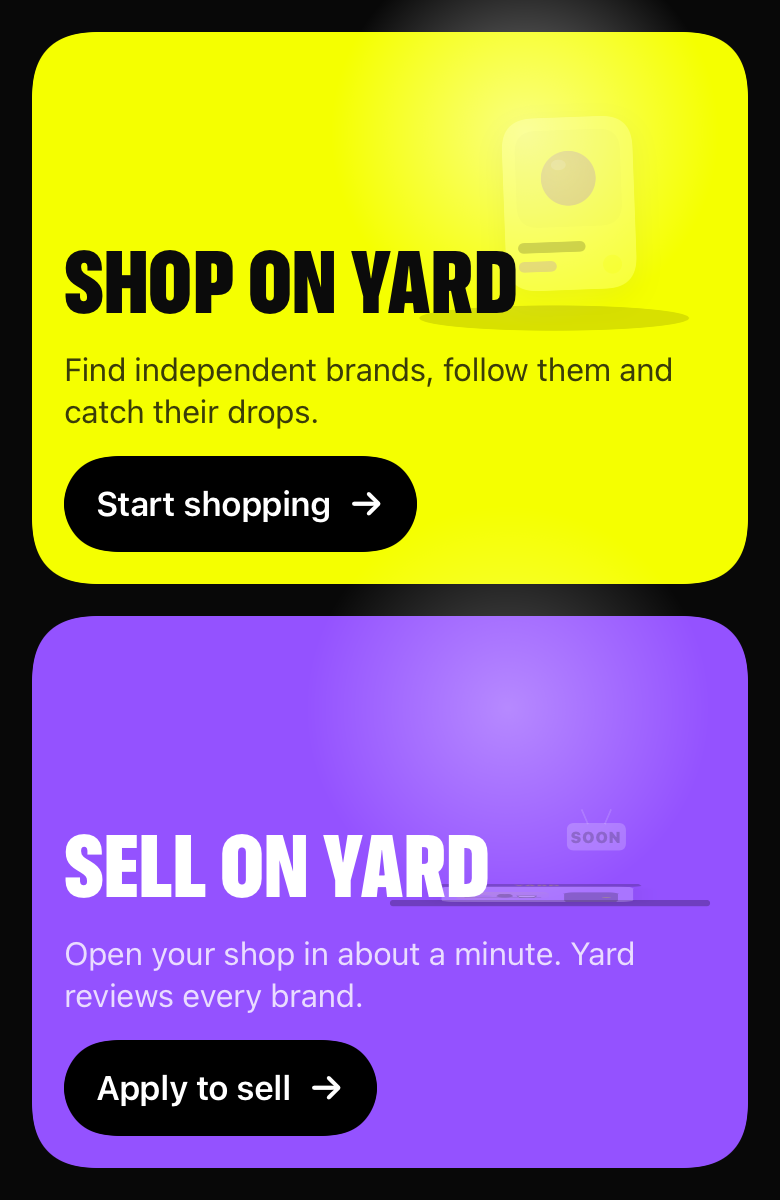 SHOP ON YARD
Find independent brands, follow them and
catch their drops.
Start shopping →
SOON
SELL ON YARD
Open your shop in about a minute. Yard
reviews every brand.
Apply to sell →